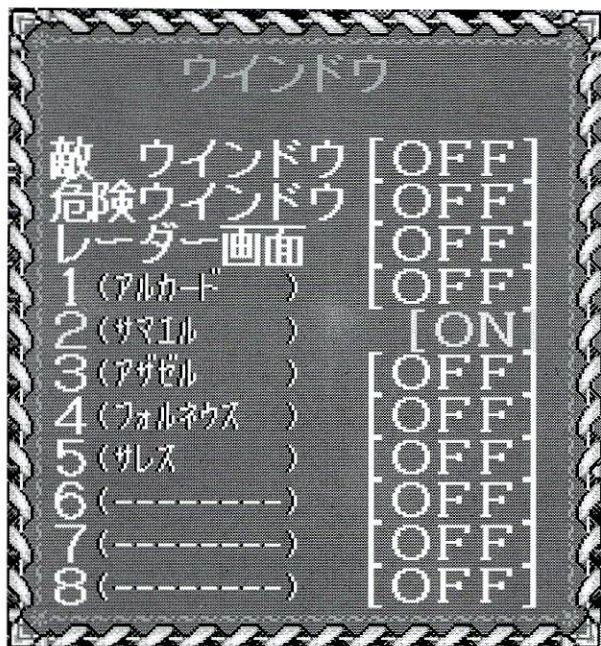 ウインドウ
敵　ウインドウ [OFF]
危険ウインドウ [OFF]
レーダー画面 [OFF]
1(アルカード　　　) [OFF]
2(サマエル　　　　) [ON
3(アザゼル　　　　) [OFF]
4(フォルネウス　　) [OFF]
5(サレス　　　　　) [OFF]
6(--------) [OFF]
7(--------) [OFF]
8(--------) [OFF]